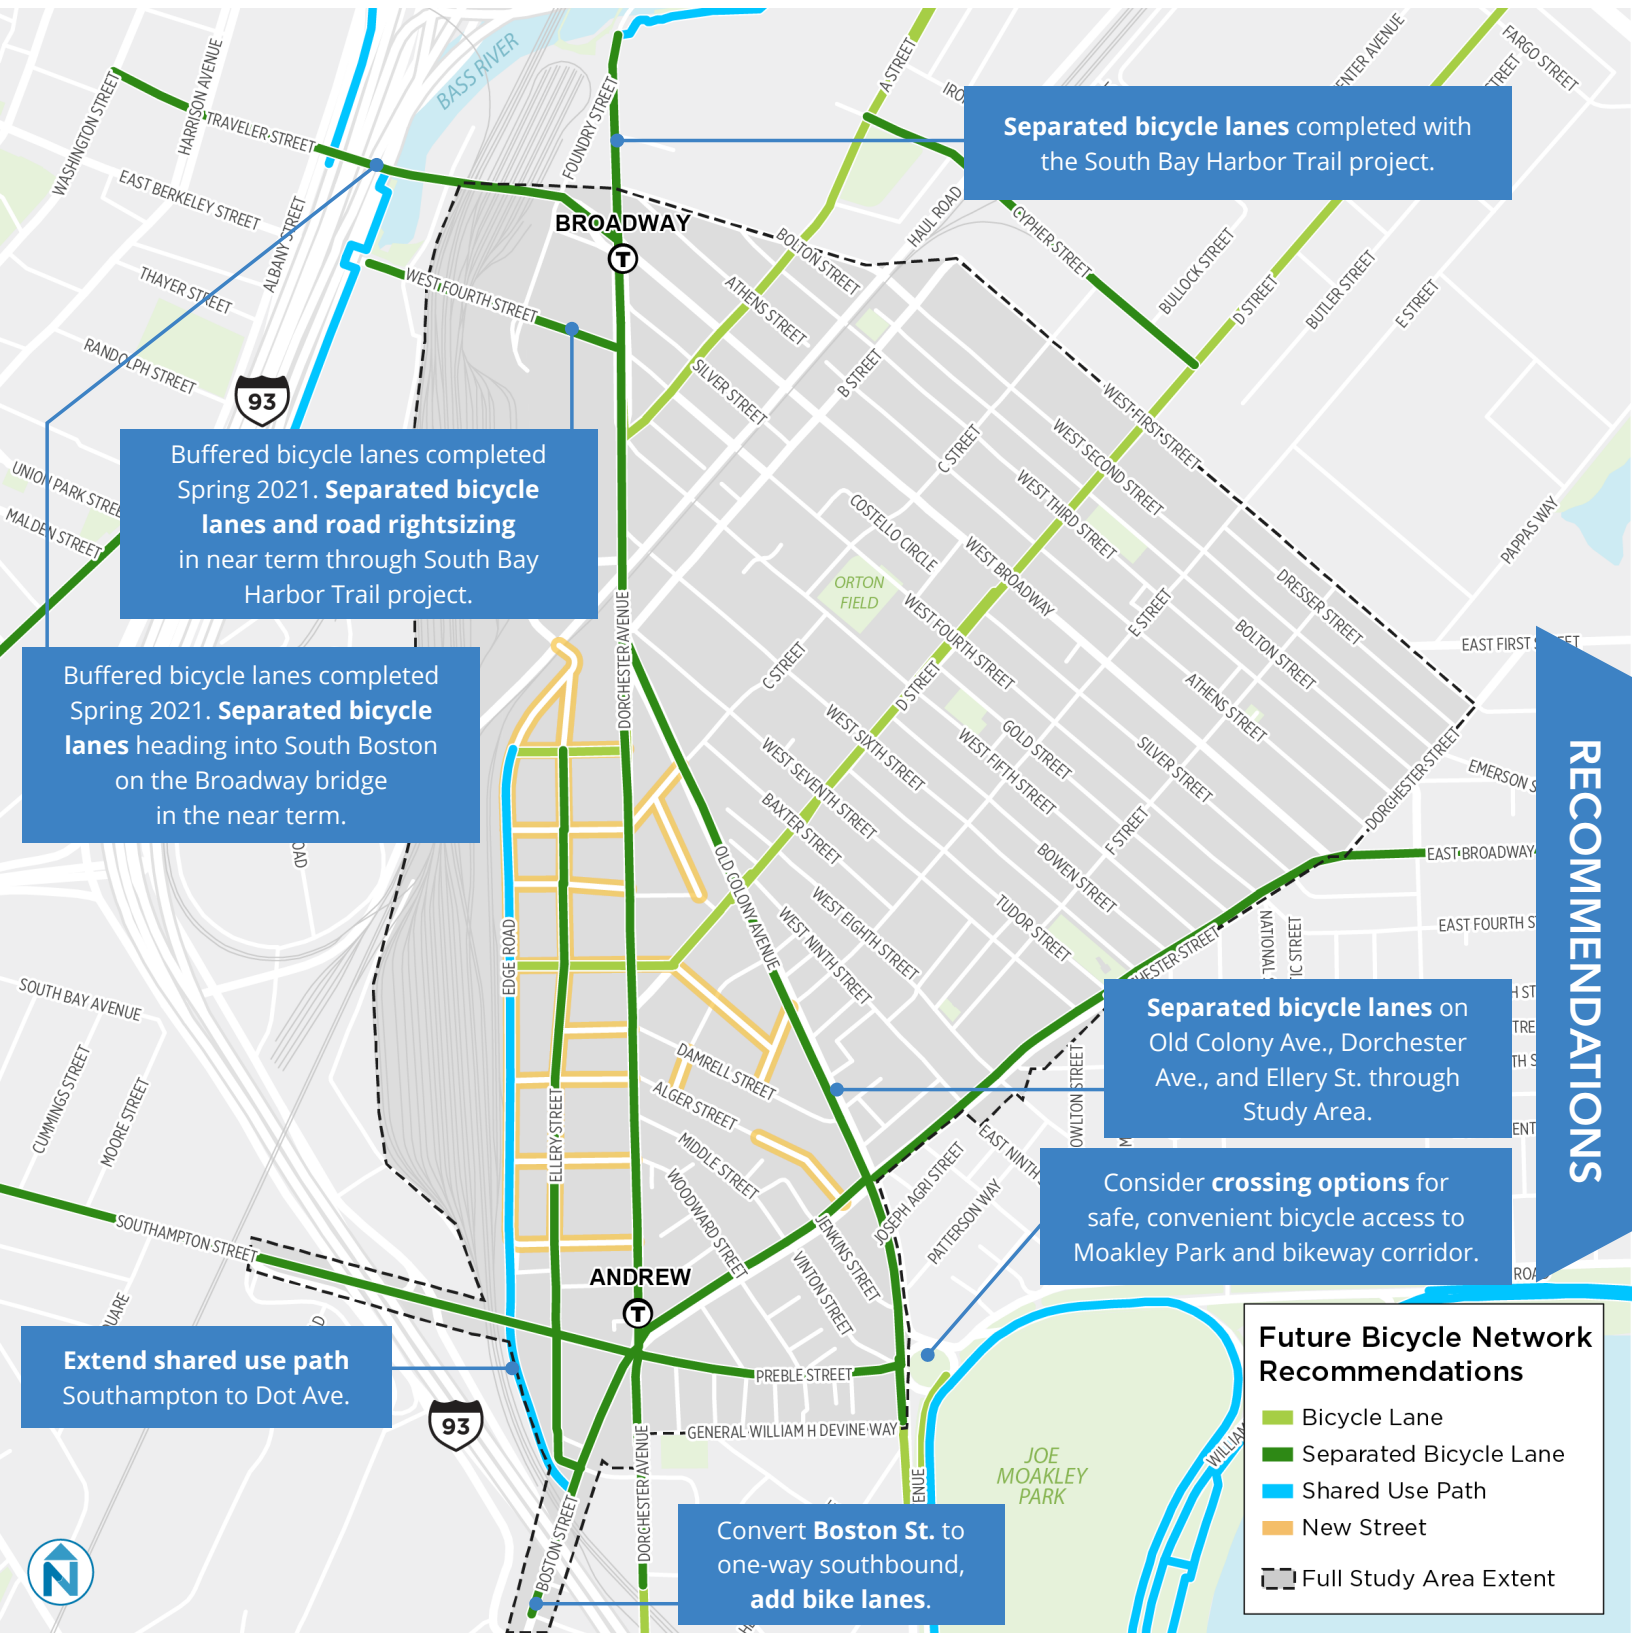 BASS RIVER
A STREET
FARGO STREET
WASHINGTON STREET
HARRISON AVENUE
TRAVELER STREET
FOUNDRY STREET
Separated bicycle lanes completed with
the South Bay Harbor Trail project.
EAST BERKELEY STREET
ALBANY STREET
BROADWAY
T
BOLTON STREET
HAUL ROAD
CYPHER STREET
BULLOCK STREET
D STREET
BUTLER STREET
E STREET
THAYER STREET
WEST FOURTH STREET
ATHENS STREET
RANDOLPH STREET
SILVER STREET
B STREET
93
WEST FIRST STREET
Buffered bicycle lanes completed
Spring 2021. Separated bicycle
lanes and road rightsizing
in near term through South Bay
Harbor Trail project.
UNION PARK STREE
MALDEN STREET
C STREET
WEST SECOND STREET
WEST THIRD STREET
COSTELLO CIRCLE
WEST BROADWAY
PAPPAS WAY
ORTON
FIELD
DRESSER STREET
E STREET
WEST FOURTH STREET
BOLTON STREET
EAST FIRST S
DORCHESTER AVENUE
C STREET
D STREET
ATHENS STREET
Buffered bicycle lanes completed
Spring 2021. Separated bicycle
lanes heading into South Boston
on the Broadway bridge
in the near term.
WEST SIXTH STREET
GOLD STREET
WEST FIFTH STREET
SILVER STREET
DORCHESTER STREET
EMERSON S
WEST SEVENTH STREET
BAXTER STREET
F STREET
RECOMMENDATIONS
OAD
OLD COLONY AVENUE
BOWEN STREET
EAST BROADWAY
WEST EIGHTH STREET
WEST NINTH STREET
TUDOR STREET
EAST FOURTH S
NATIONAL S
IC STREET
HESTER STREET
EDGE ROAD
SOUTH BAY AVENUE
Separated bicycle lanes on
Old Colony Ave., Dorchester
Ave., and Ellery St. through
Study Area.
CUMMINGS STREET
MOORE STREET
DAMRELL STREET
ALGER STREET
OWLTON STREET
ELLERY STREET
MIDDLE STREET
WOODWARD STREET
EAST NINTH
JOSEPH AGRI STREET
PATTERSON WAY
Consider crossing options for
safe, convenient bicycle access to
Moakley Park and bikeway corridor.
SOUTHAMPTON STREET
JENKINS STREET
VINTON STREET
ANDREW
T
Extend shared use path
Southampton to Dot Ave.
PREBLE STREET
GENERAL WILLIAM H DEVINE WAY
93
JOE
MOAKLEY
PARK
WILLIAM
DORCHESTER AVENUE
BOSTON STREET
ENUE
Convert Boston St. to
one-way southbound,
add bike lanes.
N
Future Bicycle Network
Recommendations
Bicycle Lane
Separated Bicycle Lane
Shared Use Path
New Street
Full Study Area Extent